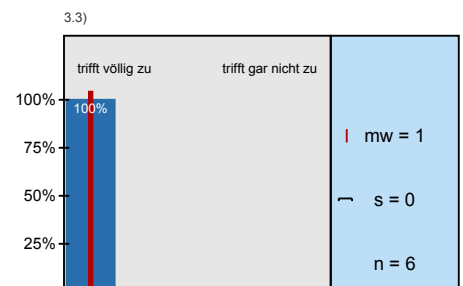 3.3)
trifft völlig zu trifft gar nicht zu
100%
100%
75%
mw = 1
50%
s = 0
25%
n = 6